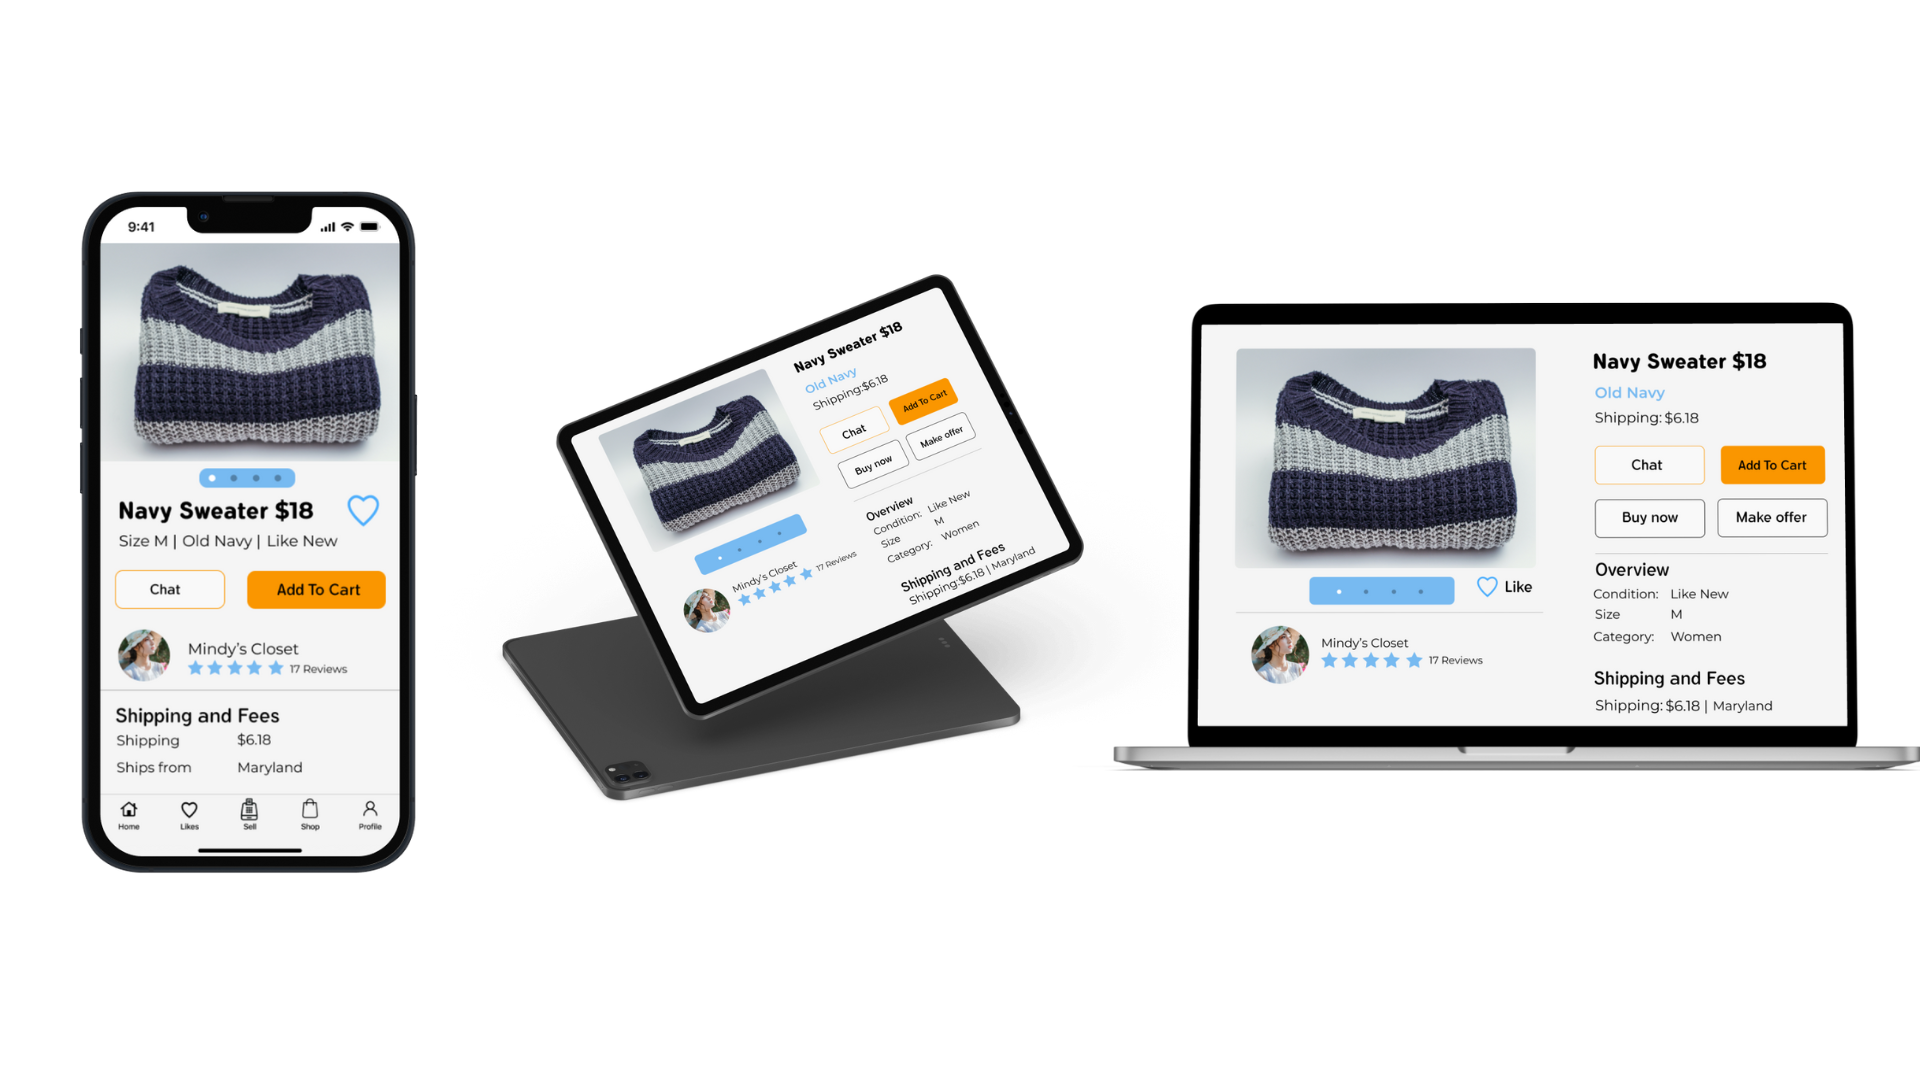 9:41
Navy Sweater $18
Size M | Old Navy | Like New
Chat
Add To Cart
Mindy's Closet
17 Reviews
Shipping and Fees
Shipping $6.18
Ships from Maryland
Home Likes Sell Shop Profile
Navy Sweater $18
Old Navy
Shipping:$6.18
Chat
Add To Cart
Buy now
Make offer
Overview
Condition: Like New
Size M
Category: Women
Shipping and Fees
Shipping:$6.18 | Maryland
Mindy's Closet
17 Reviews
Navy Sweater $18
Old Navy
Shipping: $6.18
Chat
Add To Cart
Buy now
Make offer
Like
Overview
Condition: Like New
Size M
Category: Women
Mindy's Closet
17 Reviews
Shipping and Fees
Shipping: $6.18 | Maryland